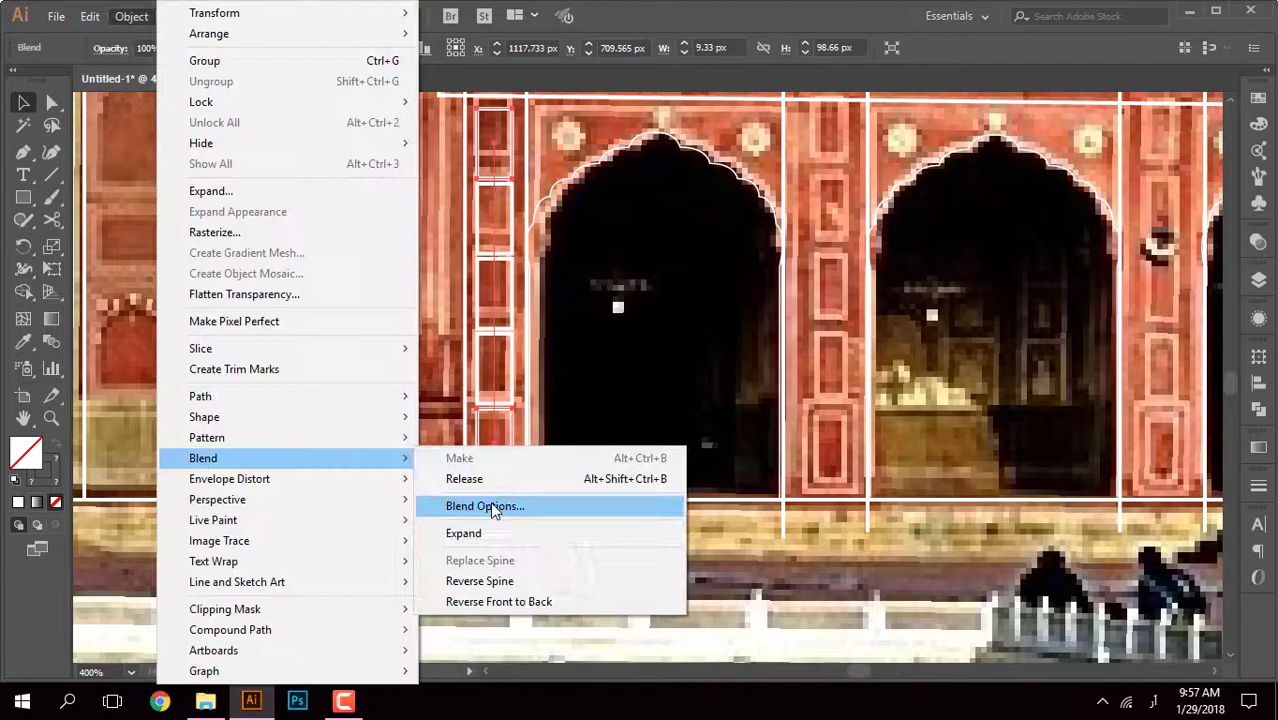 Ai File Edit Object Br St Essentials Search Adobe Stock
Blend Opacity: 100% X: 1117.733 px Y: 709.565 px W: 9.33 px H: 98.66 px
Untitled-1* @ 4
Transform
Arrange
Group Ctrl+G
Ungroup Shift+Ctrl+G
Lock
Unlock All Alt+Ctrl+2
Hide
Show All Alt+Ctrl+3
Expand...
Expand Appearance
Rasterize...
Create Gradient Mesh...
Create Object Mosaic...
Flatten Transparency...
Make Pixel Perfect
Slice
Create Trim Marks
Path
Shape
Pattern
Blend
Envelope Distort
Perspective
Live Paint
Image Trace
Text Wrap
Line and Sketch Art
Clipping Mask
Compound Path
Artboards
Graph
Make Alt+Ctrl+B
Release Alt+Shift+Ctrl+B
Blend Options...
Expand
Replace Spine
Reverse Spine
Reverse Front to Back
400%
Ai Ps
9:57 AM
1/29/2018